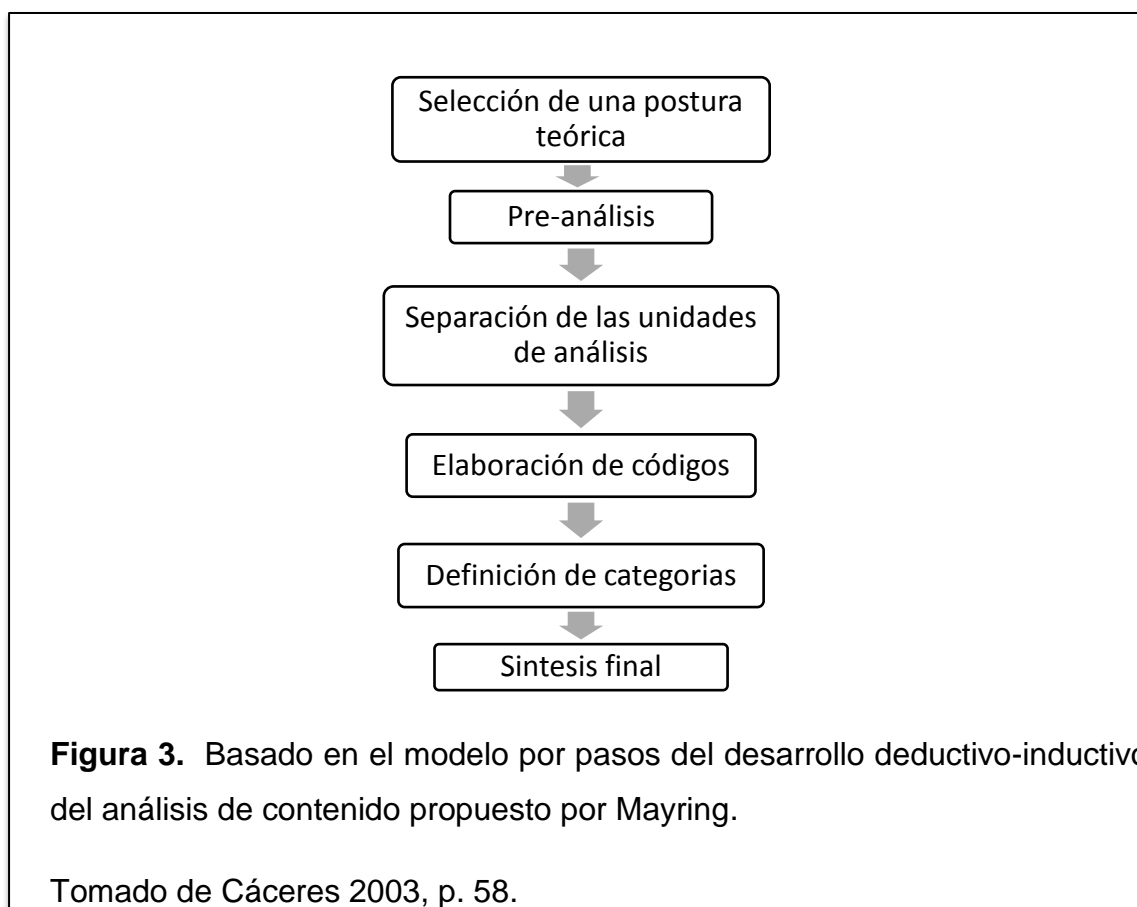 Selección de una postura
teórica
Pre-análisis
Separación de las unidades
de análisis
Elaboración de códigos
Definición de categorias
Sintesis final
Figura 3. Basado en el modelo por pasos del desarrollo deductivo-inductivo
del análisis de contenido propuesto por Mayring.
Tomado de Cáceres 2003, p. 58.